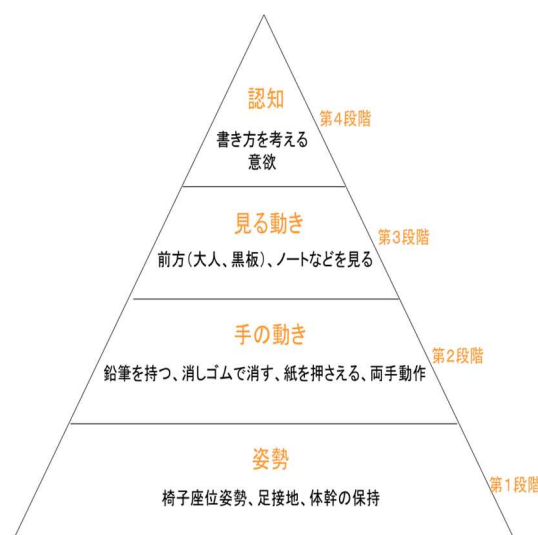 認知
第4段階
書き方を考える
意欲
見る動き
第3段階
前方(大人、黒板)、ノートなどを見る
手の動き
第2段階
鉛筆を持つ、消しゴムで消す、紙を押さえる、両手動作
姿勢
第1段階
椅子座位姿勢、足接地、体幹の保持